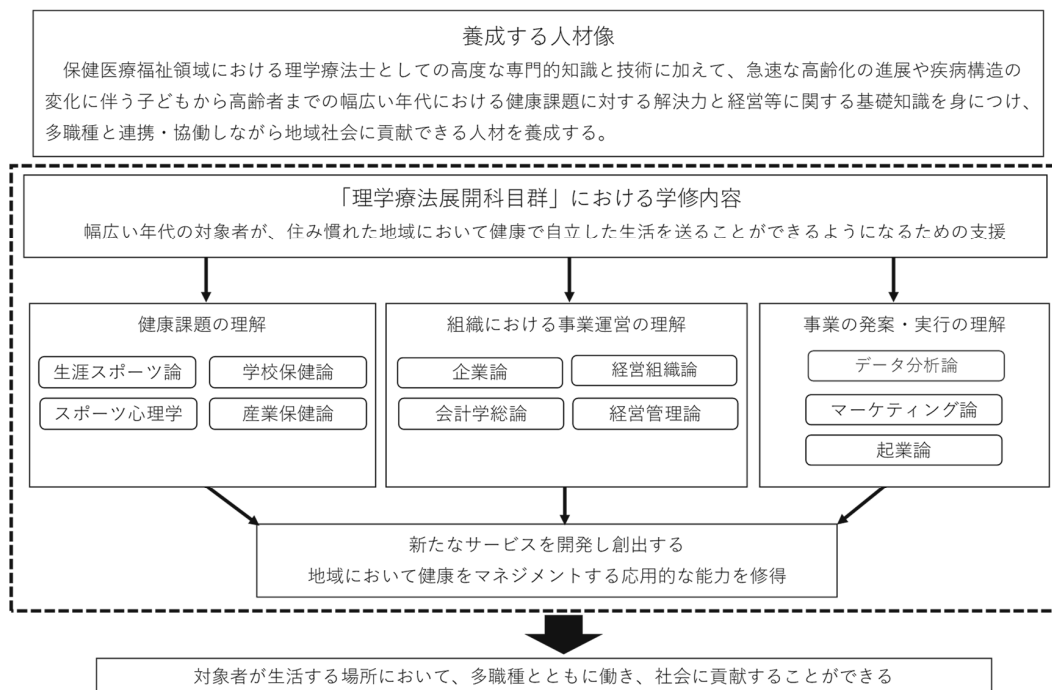 養成する人材像
保健医療福祉領域における理学療法士としての高度な専門的知識と技術に加えて、急速な高齢化の進展や疾病構造の
変化に伴う子どもから高齢者までの幅広い年代における健康課題に対する解決力と経営等に関する基礎知識を身につけ、
多職種と連携・協働しながら地域社会に貢献できる人材を養成する。
「理学療法展開科目群」における学修内容
幅広い年代の対象者が、住み慣れた地域において健康で自立した生活を送ることができるようになるための支援
健康課題の理解
生涯スポーツ論
学校保健論
スポーツ心理学
産業保健論
組織における事業運営の理解
企業論
経営組織論
会計学総論
経営管理論
事業の発案・実行の理解
データ分析論
マーケティング論
起業論
新たなサービスを開発し創出する
地域において健康をマネジメントする応用的な能力を修得
対象者が生活する場所において、多職種とともに働き、社会に貢献することができる